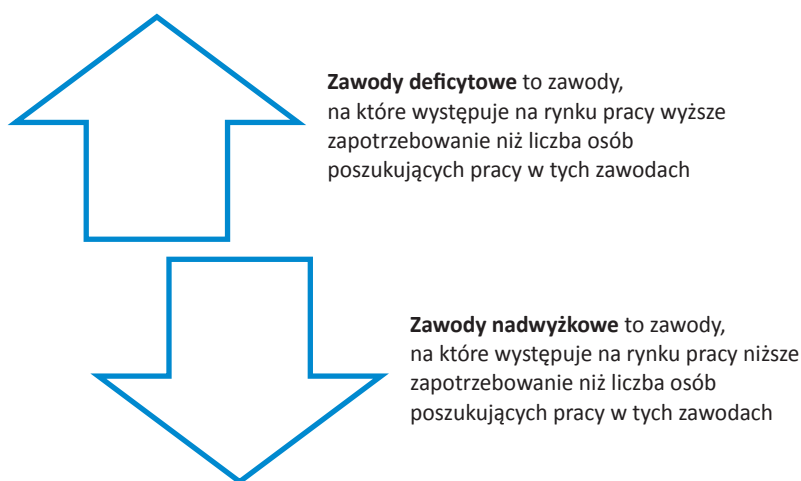 Zawody deficytowe to zawody,
na które występuje na rynku pracy wyższe
zapotrzebowanie niż liczba osób
poszukujących pracy w tych zawodach
Zawody nadwyżkowe to zawody,
na które występuje na rynku pracy niższe
zapotrzebowanie niż liczba osób
poszukujących pracy w tych zawodach